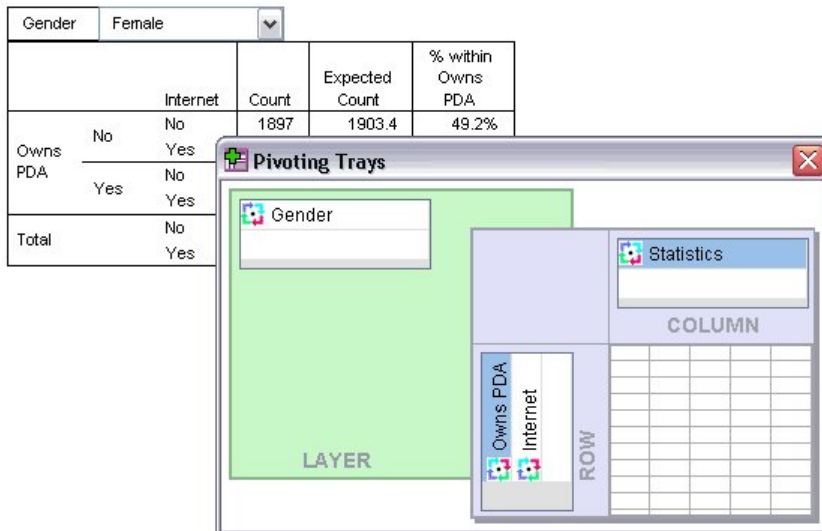 Gender Female
% within
Expected Owns
Internet Count Count PDA
Owns PDA No No 1897 1903.4 49.2%
Yes
Yes No
Yes
Total No
Yes
Pivoting Trays
Gender
Statistics
COLUMN
Owns PDA
Internet
ROW
LAYER